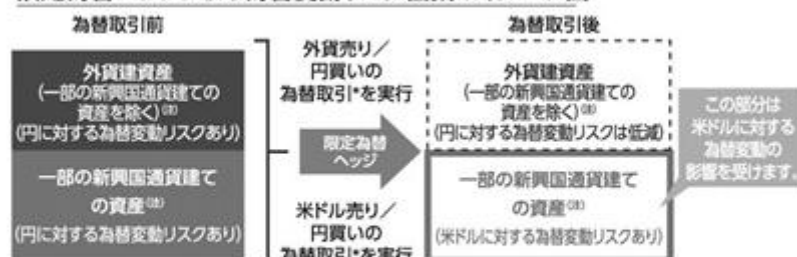 為替取引前
為替取引後
外貨建資産
(一部の新興国通貨建ての
資産を除く)(注)
(円に対する為替変動リスクあり)
一部の新興国通貨建て
の資産(注)
(円に対する為替変動リスクあり)
外貨売り/
円買いの
為替取引*を実行
限定為替
ヘッジ
米ドル売り/
円買いの
為替取引*を実行
外貨建資産
(一部の新興国通貨建ての
資産を除く)(注)
(円に対する為替変動リスクは低減)
一部の新興国通貨建て
の資産(注)
(米ドルに対する為替変動リスクあり)
この部分は
米ドルに対する
為替変動の
影響を受けます。